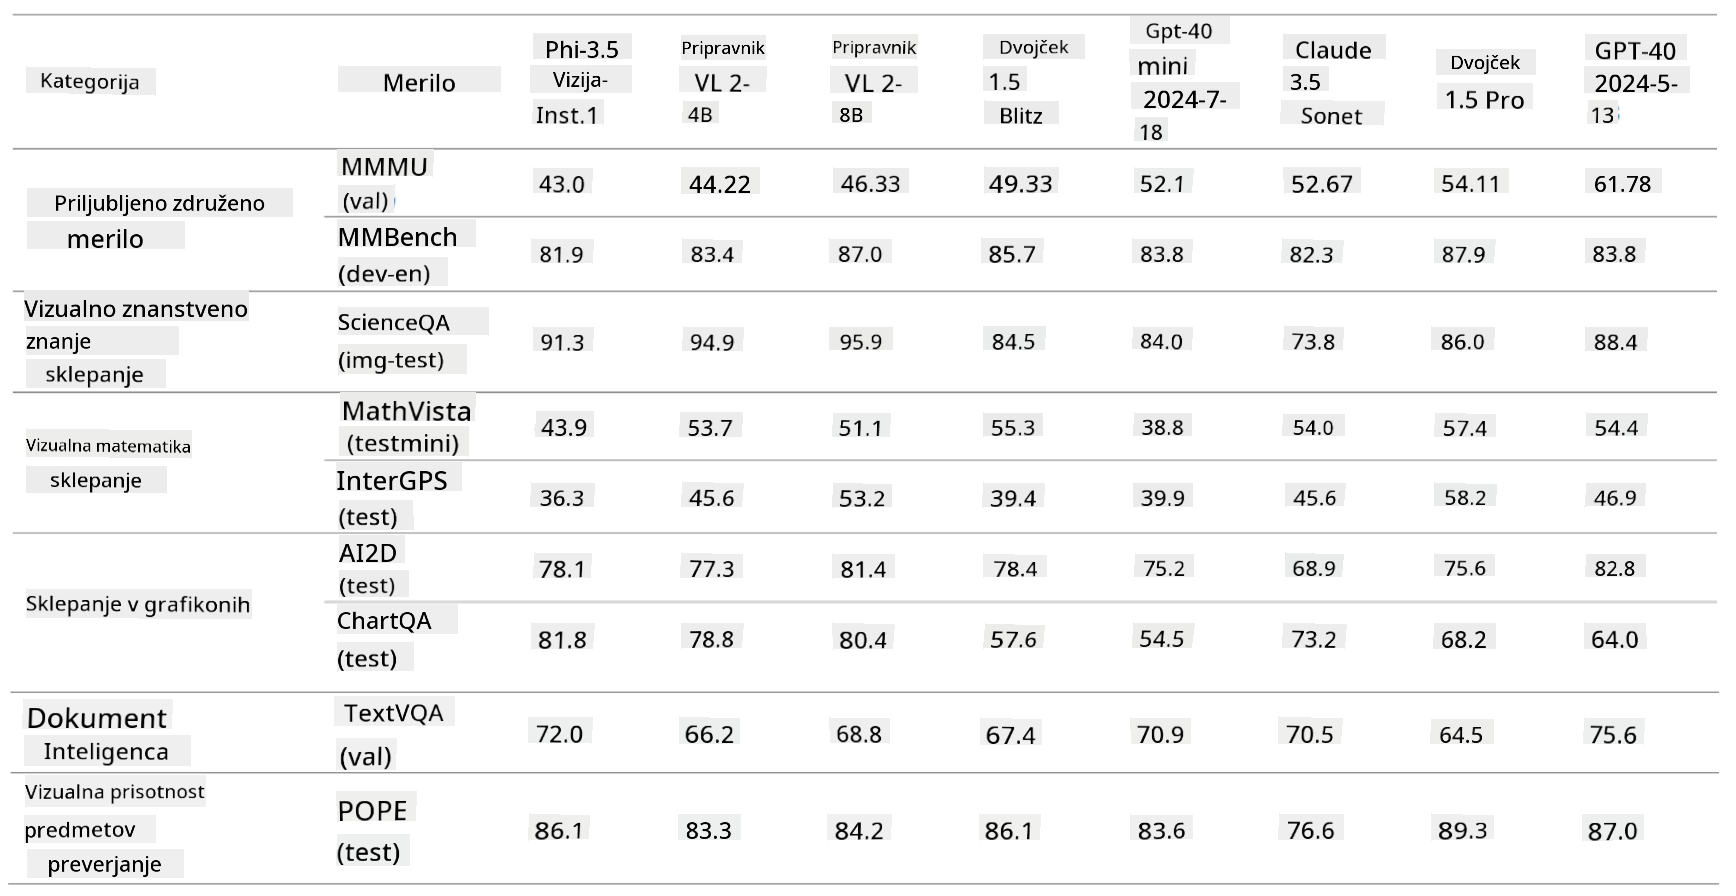 Kategorija
Merilo
Phi-3.5
Vizija-
Inst.1
Pripravnik
VL 2-
4B
Pripravnik
VL 2-
8B
Dvojček
1.5
Blitz
Gpt-40
mini
2024-7-
18
Claude
3.5
Sonet
Dvojček
1.5 Pro
GPT-40
2024-5-
13
Priljubljeno združeno
merilo
MMMU
(val)
43.0 44.22 46.33 49.33 52.1 52.67 54.11 61.78
MMBench
(dev-en)
81.9 83.4 87.0 85.7 83.8 82.3 87.9 83.8
Vizualno znanstveno
znanje
sklepanje
ScienceQA
(img-test)
91.3 94.9 95.9 84.5 84.0 73.8 86.0 88.4
Vizualna matematika
sklepanje
MathVista
(testmini)
43.9 53.7 51.1 55.3 38.8 54.0 57.4 54.4
InterGPS
(test)
36.3 45.6 53.2 39.4 39.9 45.6 58.2 46.9
Sklepanje v grafikonih
AI2D
(test)
78.1 77.3 81.4 78.4 75.2 68.9 75.6 82.8
ChartQA
(test)
81.8 78.8 80.4 57.6 54.5 73.2 68.2 64.0
Dokument
Inteligenca
TextVQA
(val)
72.0 66.2 68.8 67.4 70.9 70.5 64.5 75.6
Vizualna prisotnost
predmetov
preverjanje
POPE
(test)
86.1 83.3 84.2 86.1 83.6 76.6 89.3 87.0